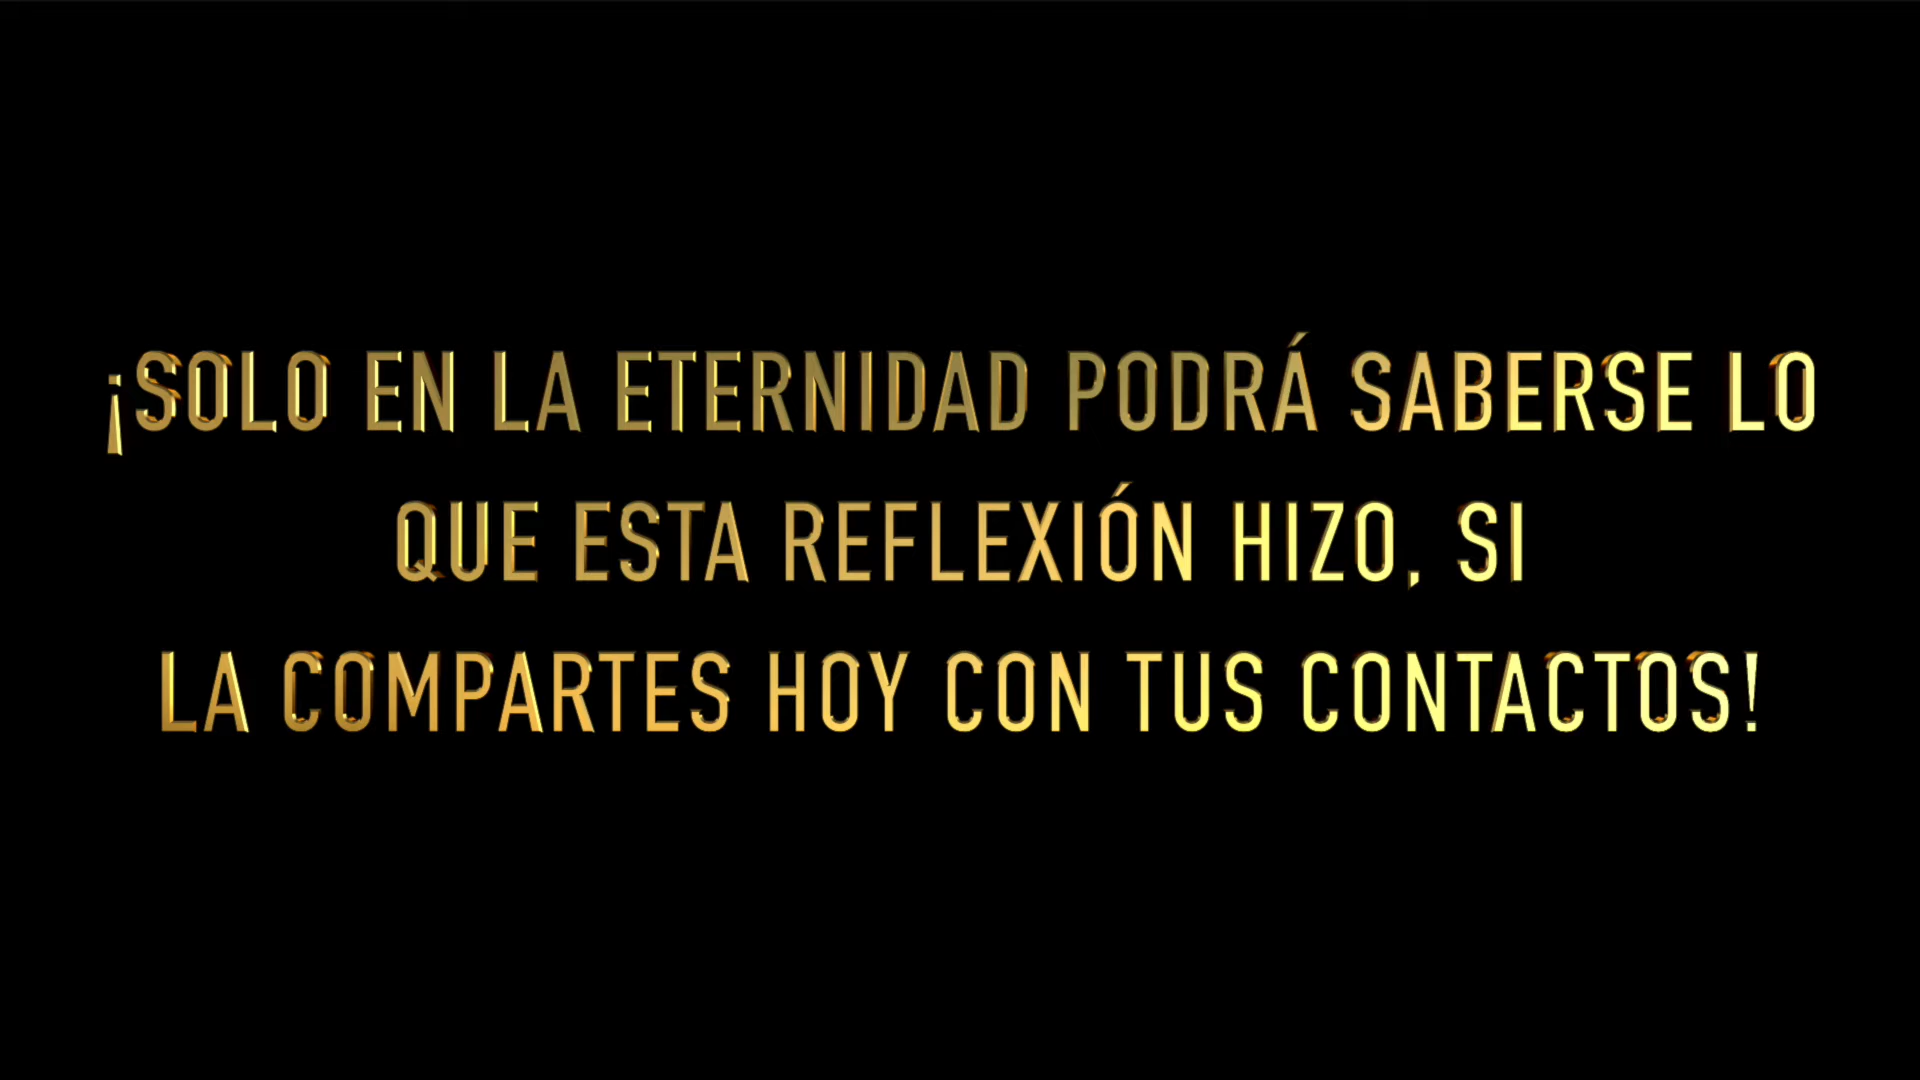 ¡SOLO EN LA ETERNIDAD PODRÁ SABERSE LO
QUE ESTA REFLEXIÓN HIZO, SI
LA COMPARTES HOY CON TUS CONTACTOS!